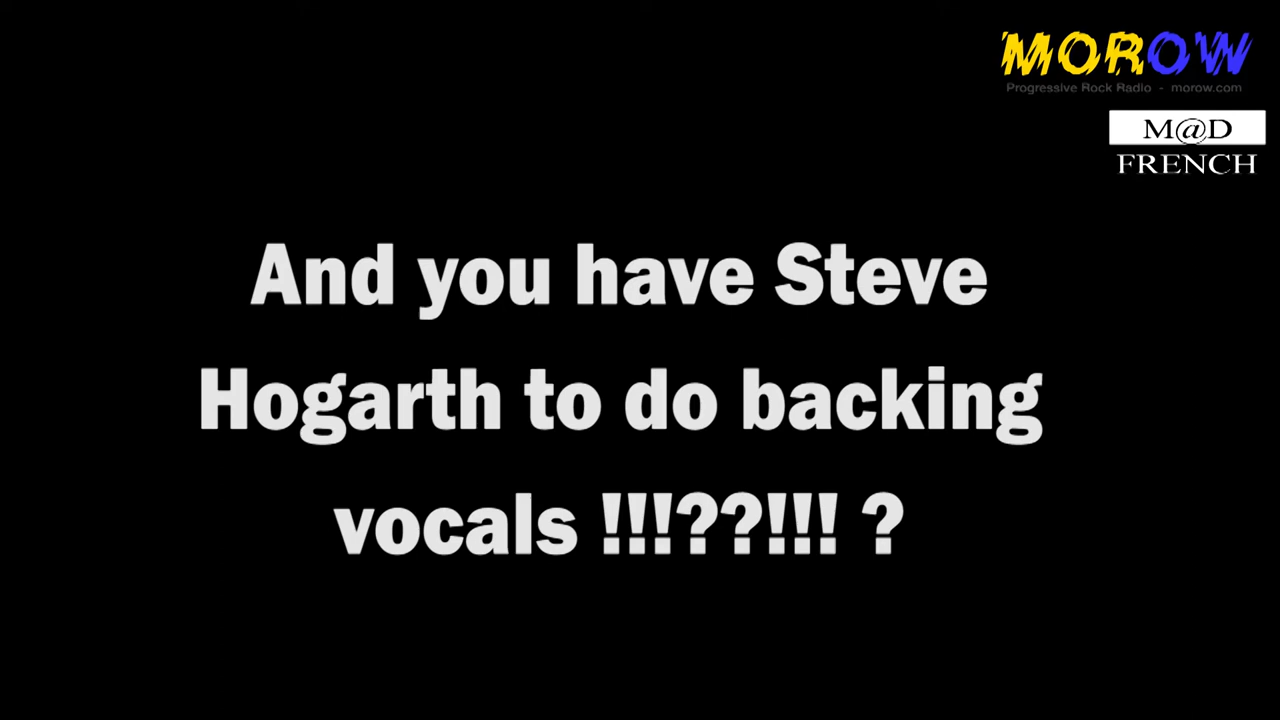 MOROW
Progressive Rock Radio - morow.com
M@D
FRENCH
And you have Steve
Hogarth to do backing
vocals !!!??!!! ?